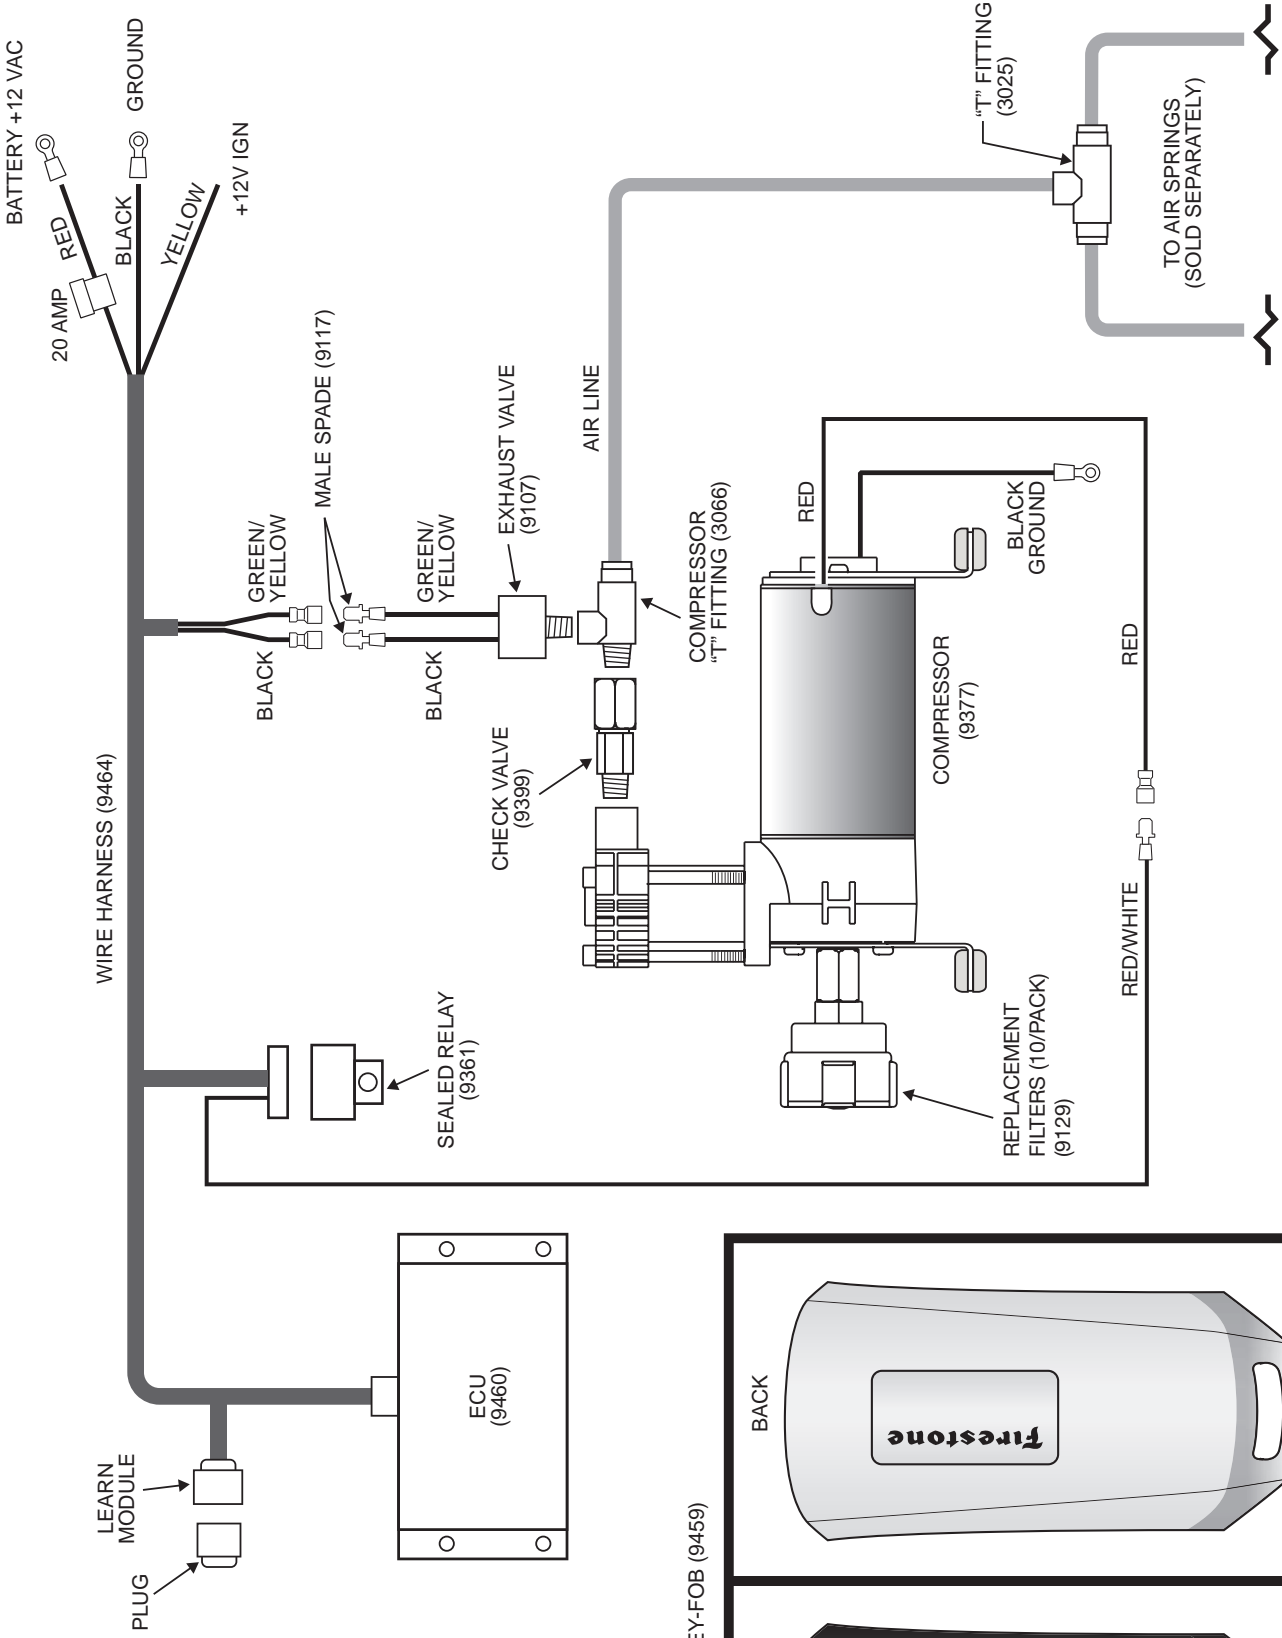 BATTERY +12 VAC
GROUND
20 AMP
RED
BLACK
YELLOW
+12V IGN
WIRE HARNESS (9464)
GREEN/
YELLOW
BLACK
MALE SPADE (9117)
GREEN/
YELLOW
BLACK
EXHAUST VALVE
(9107)
AIR LINE
"T" FITTING
(3025)
TO AIR SPRINGS
(SOLD SEPARATELY)
CHECK VALVE
(9399)
COMPRESSOR
"T" FITTING (3066)
RED
BLACK
GROUND
COMPRESSOR
(9377)
RED
RED/WHITE
REPLACEMENT
FILTERS (10/PACK)
(9129)
SEALED RELAY
(9361)
ECU
(9460)
LEARN
MODULE
PLUG
EY-FOB (9459)
BACK
Firestone